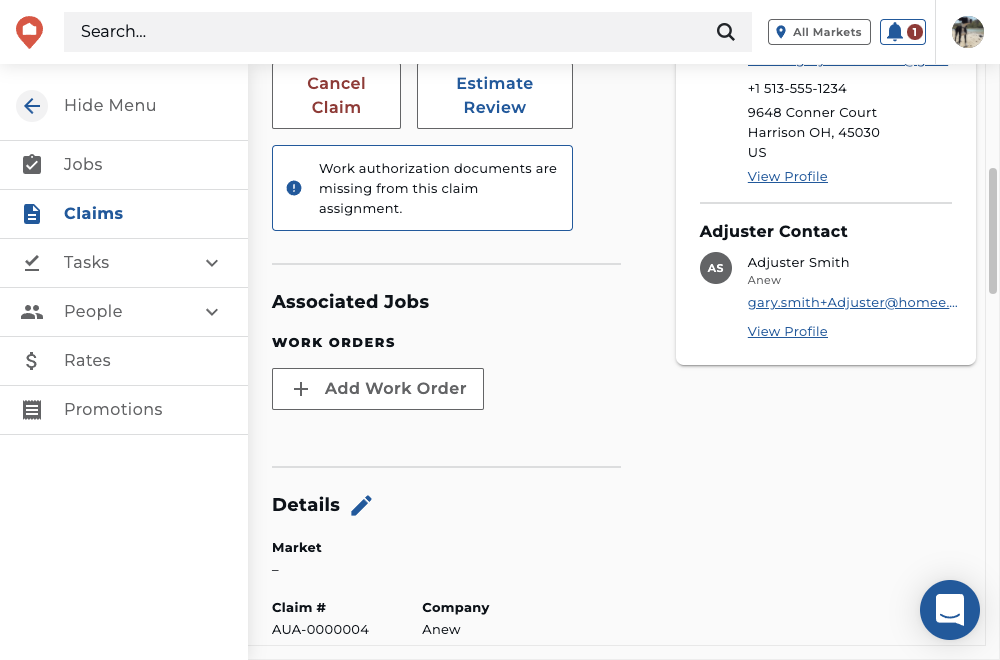 Search...
All Markets
1
Hide Menu
Jobs
Claims
Tasks
People
Rates
Promotions
Cancel
Claim
Estimate
Review
Work authorization documents are
missing from this claim
assignment.
Associated Jobs
WORK ORDERS
Add Work Order
Details
Market
–
Claim #
Company
AUA-0000004
Anew
+1 513-555-1234
9648 Conner Court
Harrison OH, 45030
US
View Profile
Adjuster Contact
AS
Adjuster Smith
Anew
gary.smith+Adjuster@homee....
View Profile